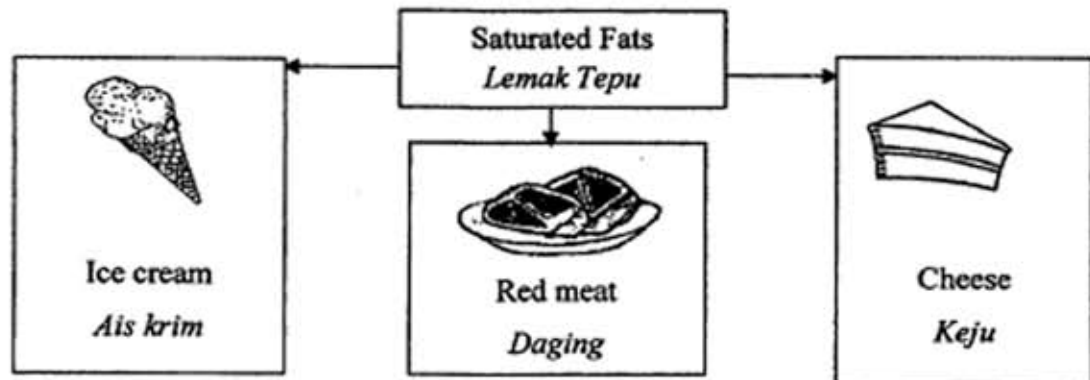 Saturated Fats
Lemak Tepu
Ice cream
Ais krim
Red meat
Daging
Cheese
Keju